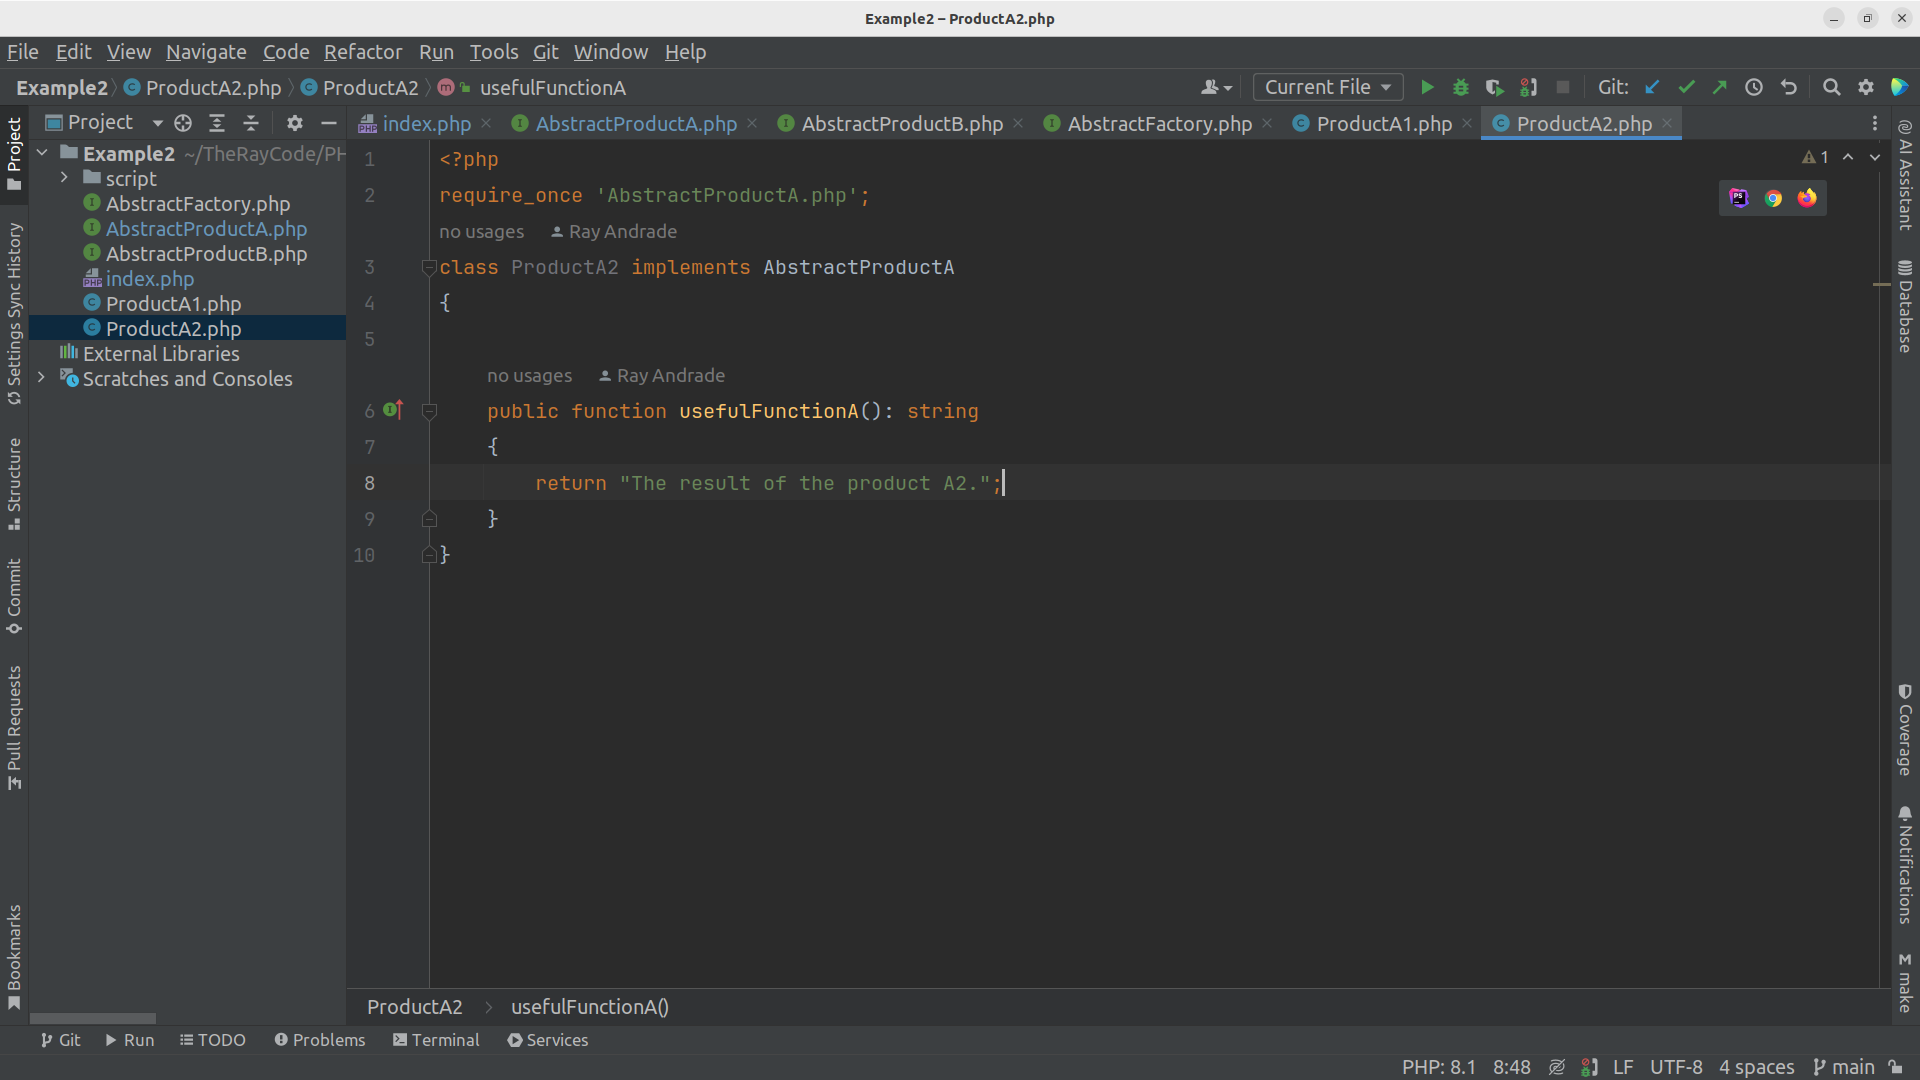 Example2 – ProductA2.php
File Edit View Navigate Code Refactor Run Tools Git Window Help
Example2 ProductA2.php ProductA2 m usefulFunctionA Current File Git:
Project index.php AbstractProductA.php AbstractProductB.php AbstractFactory.php ProductA1.php ProductA2.php
Example2 ~/TheRayCode/PH
script
AbstractFactory.php
AbstractProductA.php
AbstractProductB.php
index.php
ProductA1.php
ProductA2.php
External Libraries
Scratches and Consoles
Project
Settings Sync History
Structure
Commit
Pull Requests
Bookmarks
1 <?php
2 require_once 'AbstractProductA.php';
no usages Ray Andrade
3 class ProductA2 implements AbstractProductA
4 {
5
no usages Ray Andrade
6 public function usefulFunctionA(): string
7 {
8 return "The result of the product A2.";
9 }
10 }
1
AI Assistant
Database
Coverage
Notifications
M make
ProductA2 usefulFunctionA()
Git Run TODO Problems Terminal Services
PHP: 8.1 8:48 LF UTF-8 4 spaces main